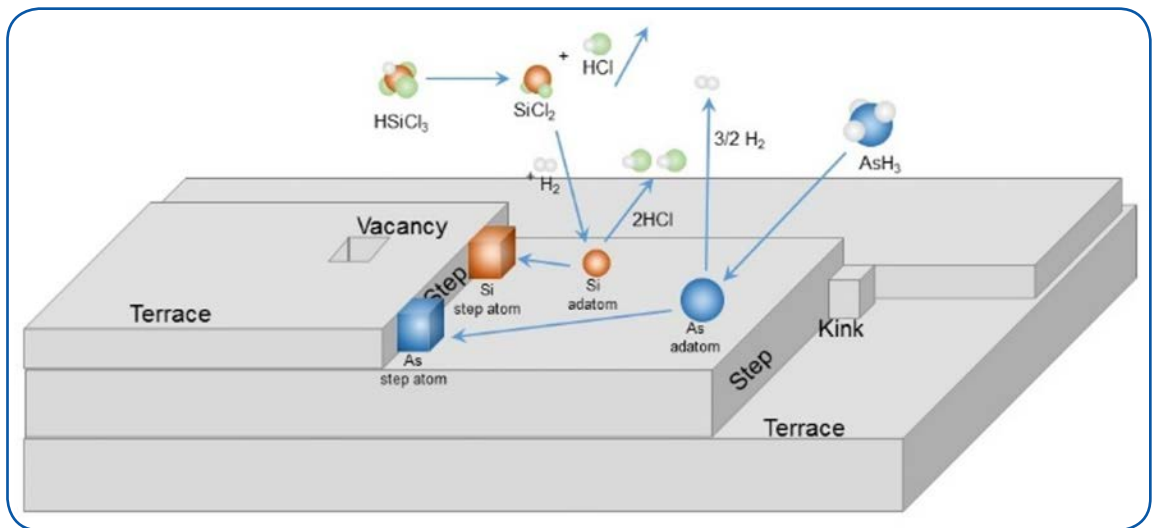 +
HCl
HSiCl₃
SiCl₂
3/2 H₂
AsH₃
+ H₂
2HCl
Vacancy
Step
Si
step atom
Si
adatom
Terrace
As
adatom
Kink
As
step atom
Step
Terrace